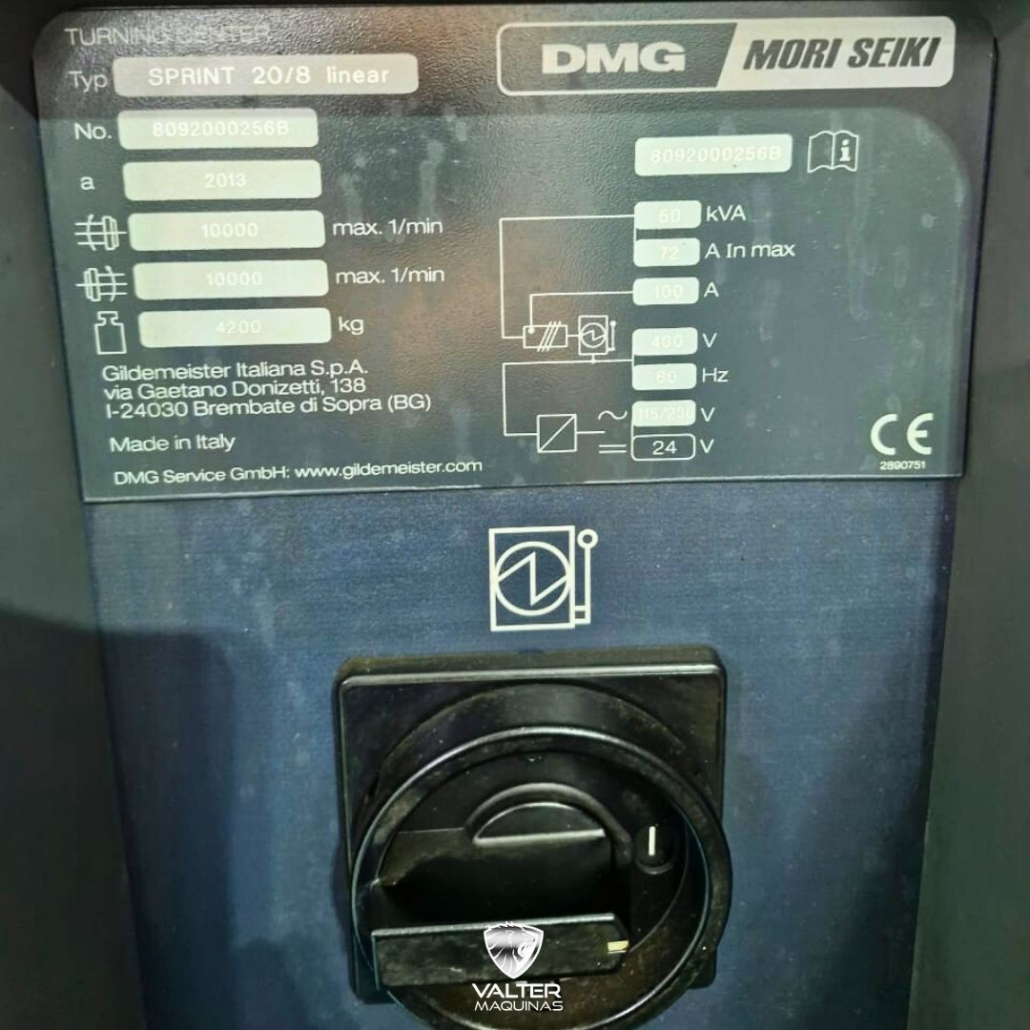 TURNING CENTER
DMG MORI SEIKI
Typ SPRINT 20/8 linear
No. 8092000256B
8092000256B
a 2013
10000 max. 1/min
10000 max. 1/min
4200 kg
50 kVA
72 A In max
100 A
400 V
60 Hz
115/230 V
24 V
Gildemeister Italiana S.p.A.
via Gaetano Donizetti, 138
I-24030 Brembate di Sopra (BG)
Made in Italy
DMG Service GmbH: www.gildemeister.com
CE
2890751
I
VALTER
MAQUINAS